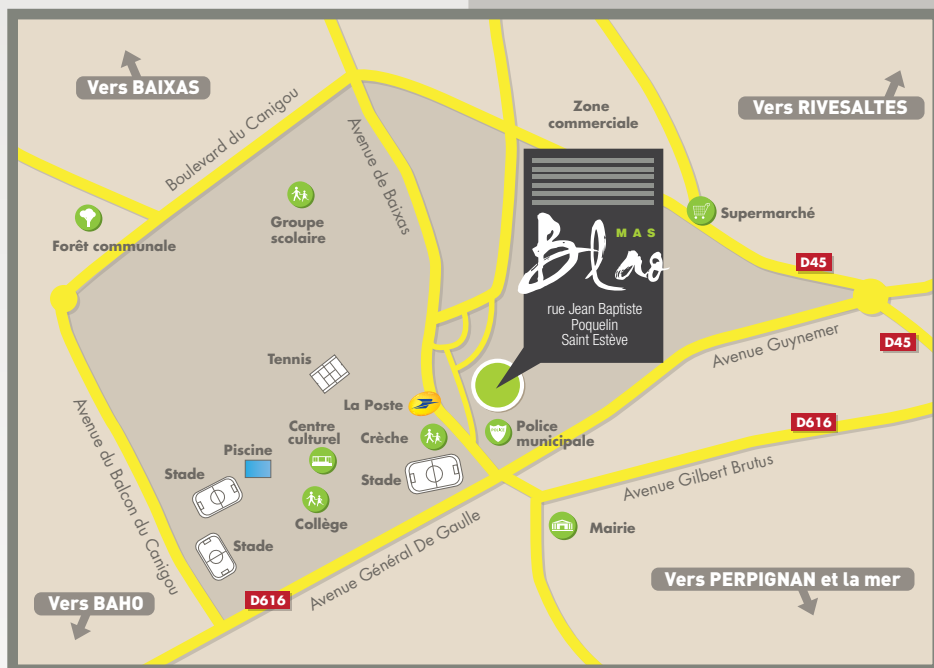 Vers BAIXAS
Vers RIVESALTES
Boulevard du Canigou
Avenue de Baixas
Zone
commerciale
Groupe
scolaire
Forêt communale
Supermarché
MAS
Blao
rue Jean Baptiste
Poquelin
Saint Estève
D45
D45
Avenue Guynemer
Tennis
La Poste
Centre
culturel
Crèche
Police
municipale
D616
Avenue Gilbert Brutus
Piscine
Stade
Stade
Collège
Stade
Mairie
Avenue du Balcon du Canigou
Avenue Général De Gaulle
D616
Vers BAHO
Vers PERPIGNAN et la mer